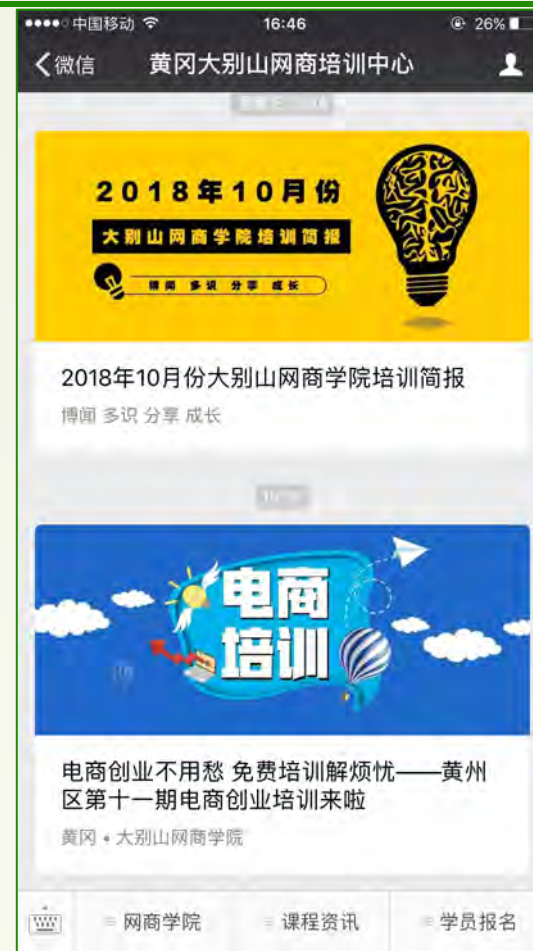 中国移动 16:46 26%
微信 黄冈大别山网商培训中心
2018年10月份
大别山网商学院培训简报
博闻 多识 分享 成长
2018年10月份大别山网商学院培训简报
博闻 多识 分享 成长
电商
培训
电商创业不用愁 免费培训解烦忧——黄州
区第十一期电商创业培训来啦
黄冈•大别山网商学院
网商学院 课程资讯 学员报名